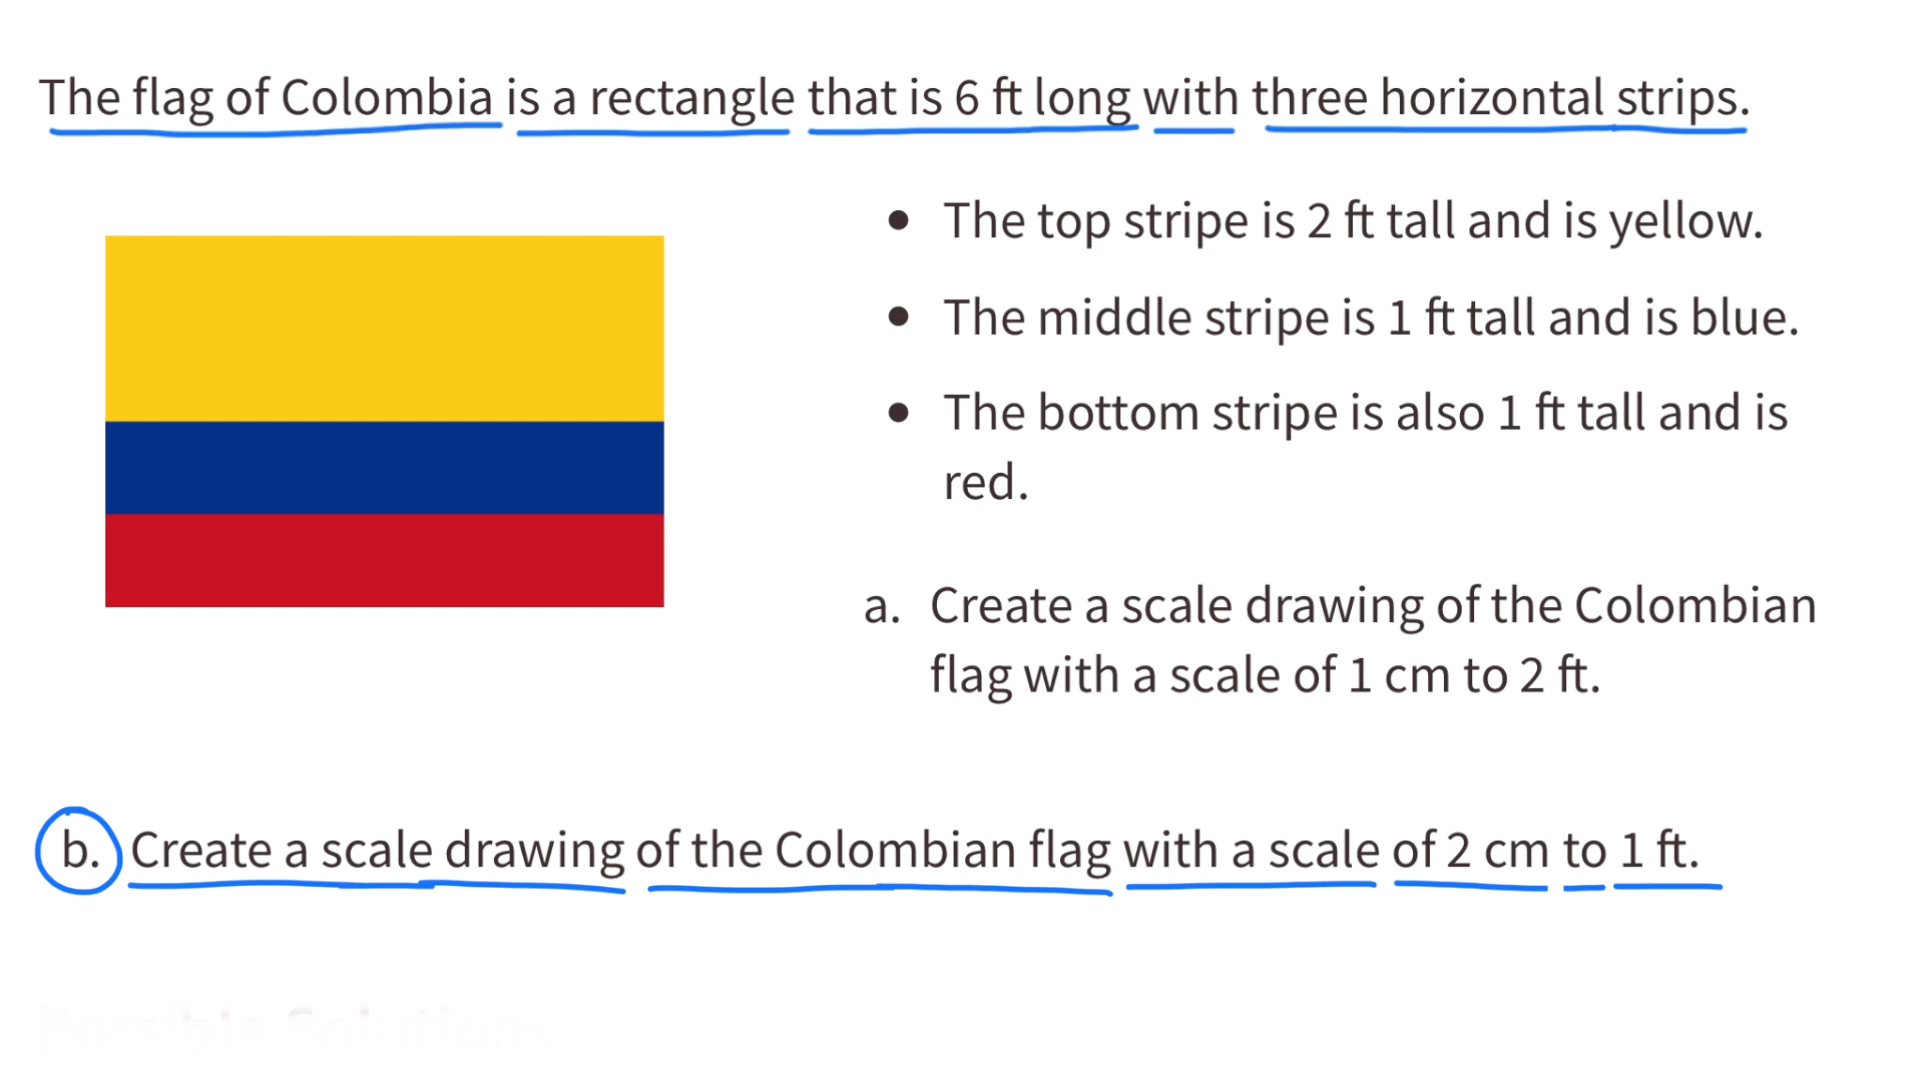 The flag of Colombia is a rectangle that is 6 ft long with three horizontal strips.
• The top stripe is 2 ft tall and is yellow.
• The middle stripe is 1 ft tall and is blue.
• The bottom stripe is also 1 ft tall and is
red.
a. Create a scale drawing of the Colombian
flag with a scale of 1 cm to 2 ft.
b. Create a scale drawing of the Colombian flag with a scale of 2 cm to 1 ft.